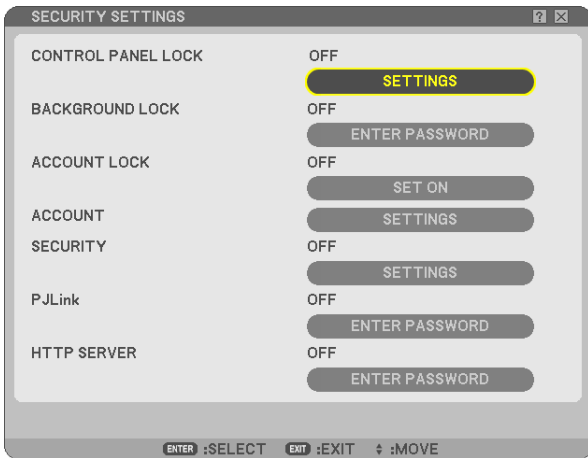 SECURITY SETTINGS ? X
CONTROL PANEL LOCK OFF
SETTINGS
BACKGROUND LOCK OFF
ENTER PASSWORD
ACCOUNT LOCK OFF
SET ON
ACCOUNT SETTINGS
SECURITY OFF
SETTINGS
PJLink OFF
ENTER PASSWORD
HTTP SERVER OFF
ENTER PASSWORD
ENTER :SELECT EXIT :EXIT :MOVE